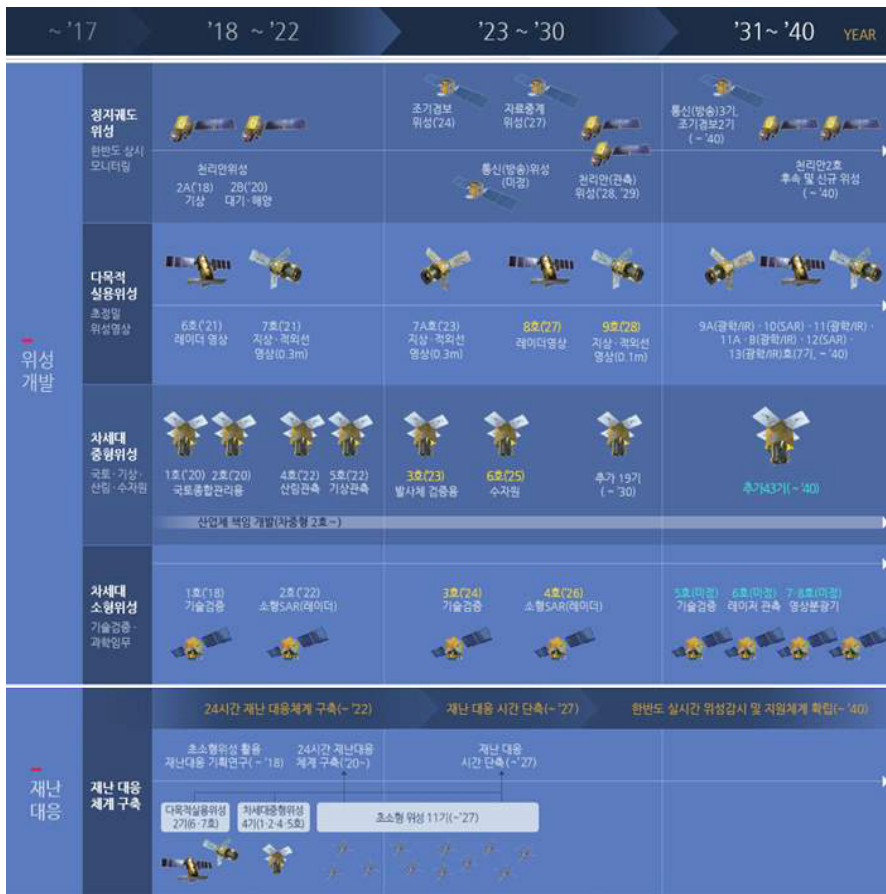 ~ '17
'18 ~ '22
'23 ~ '30
'31~ '40
YEAR
위성
개발
정지궤도
위성
한반도 상시
모니터링
천리안위성
2A('18)
2B('20)
기상
대기 · 해양
조기경보
위성('24)
자료중계
위성('27)
통신(방송)위성
(미정)
천리안(관측)
위성('28, '29)
통신(방송)3기,
조기경보2기
( ~ '40)
천리안2호
후속 및 신규 위성
( ~ '40)
다목적
실용위성
초정밀
위성영상
6호('21)
레이더 영상
7호('21)
지상 · 적외선
영상(0.3m)
7A호('23)
지상 · 적외선
영상(0.3m)
8호('27)
레이더영상
9호('28)
지상 · 적외선
영상(0.1m)
9A(광학/IR) · 10(SAR) · 11(광학/IR) ·
11A · B(광학/IR) · 12(SAR) ·
13(광학/IR)호(7기, ~ '40)
차세대
중형위성
국토 · 기상 ·
산림 · 수자원
1호('20) 2호('20)
국토종합관리용
4호('22)
산림관측
5호('22)
기상관측
3호('23)
발사체 검증용
6호('25)
수자원
추가 19기
( ~ '30)
추가43기( ~ '40)
산업체 책임 개발(차중형 2호~)
차세대
소형위성
기술검증 ·
과학임무
1호('18)
기술검증
2호('22)
소형SAR(레이더)
3호('24)
기술검증
4호('26)
소형SAR(레이더)
5호(미정)
기술검증
6호(미정)
레이저 관측
7 · 8호(미정)
영상분광기
재난
대응
재난 대응
체계 구축
24시간 재난 대응체계 구축(~ '22)
재난 대응 시간 단축(~ '27)
한반도 실시간 위성감시 및 지원체계 확립(~ '40)
초소형위성 활용
재난대응 기획연구( ~ '18)
24시간 재난대응
체계 구축('20~)
재난 대응
시간 단축(~'27)
다목적실용위성
2기(6 · 7호)
차세대중형위성
4기(1·2·4·5호)
초소형 위성 11기(~'27)